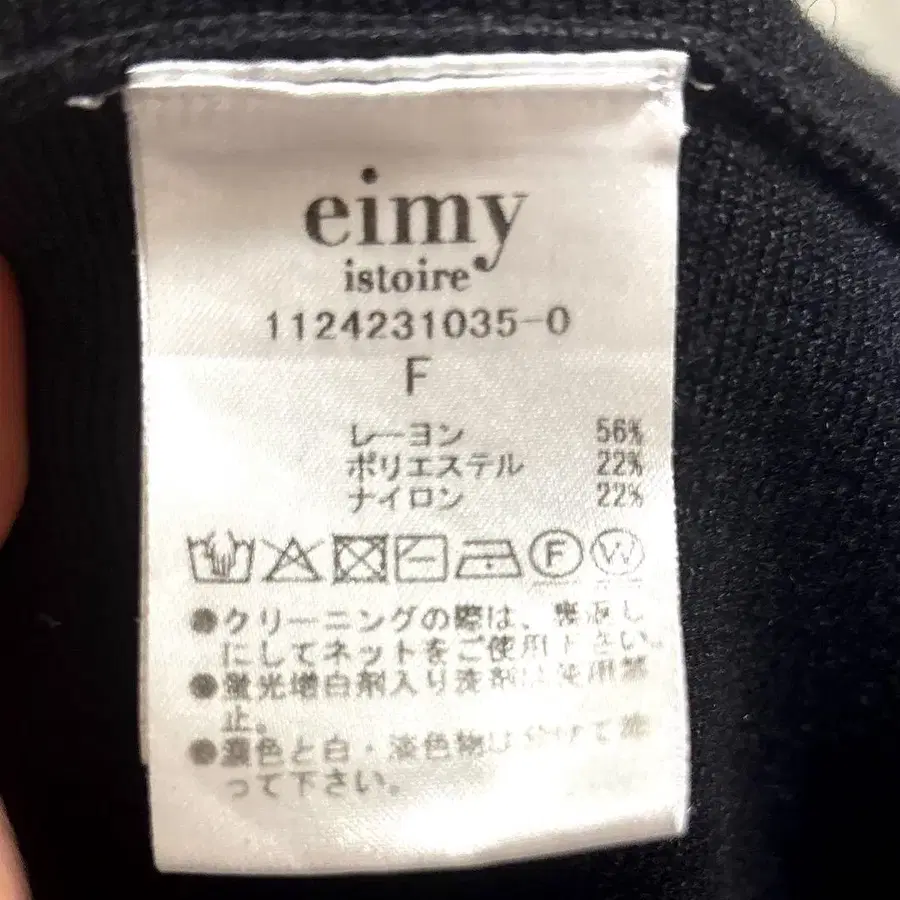 eimy
istoire
1124231035-0
F
レーヨン 56%
ポリエステル 22%
ナイロン 22%
F W
●クリーニングの際は、裏返し
にしてネットをご使用下さい。
●蛍光増白剤入り洗剤は使用禁
止。
●濃色と白・淡色物は分けて洗
って下さい。